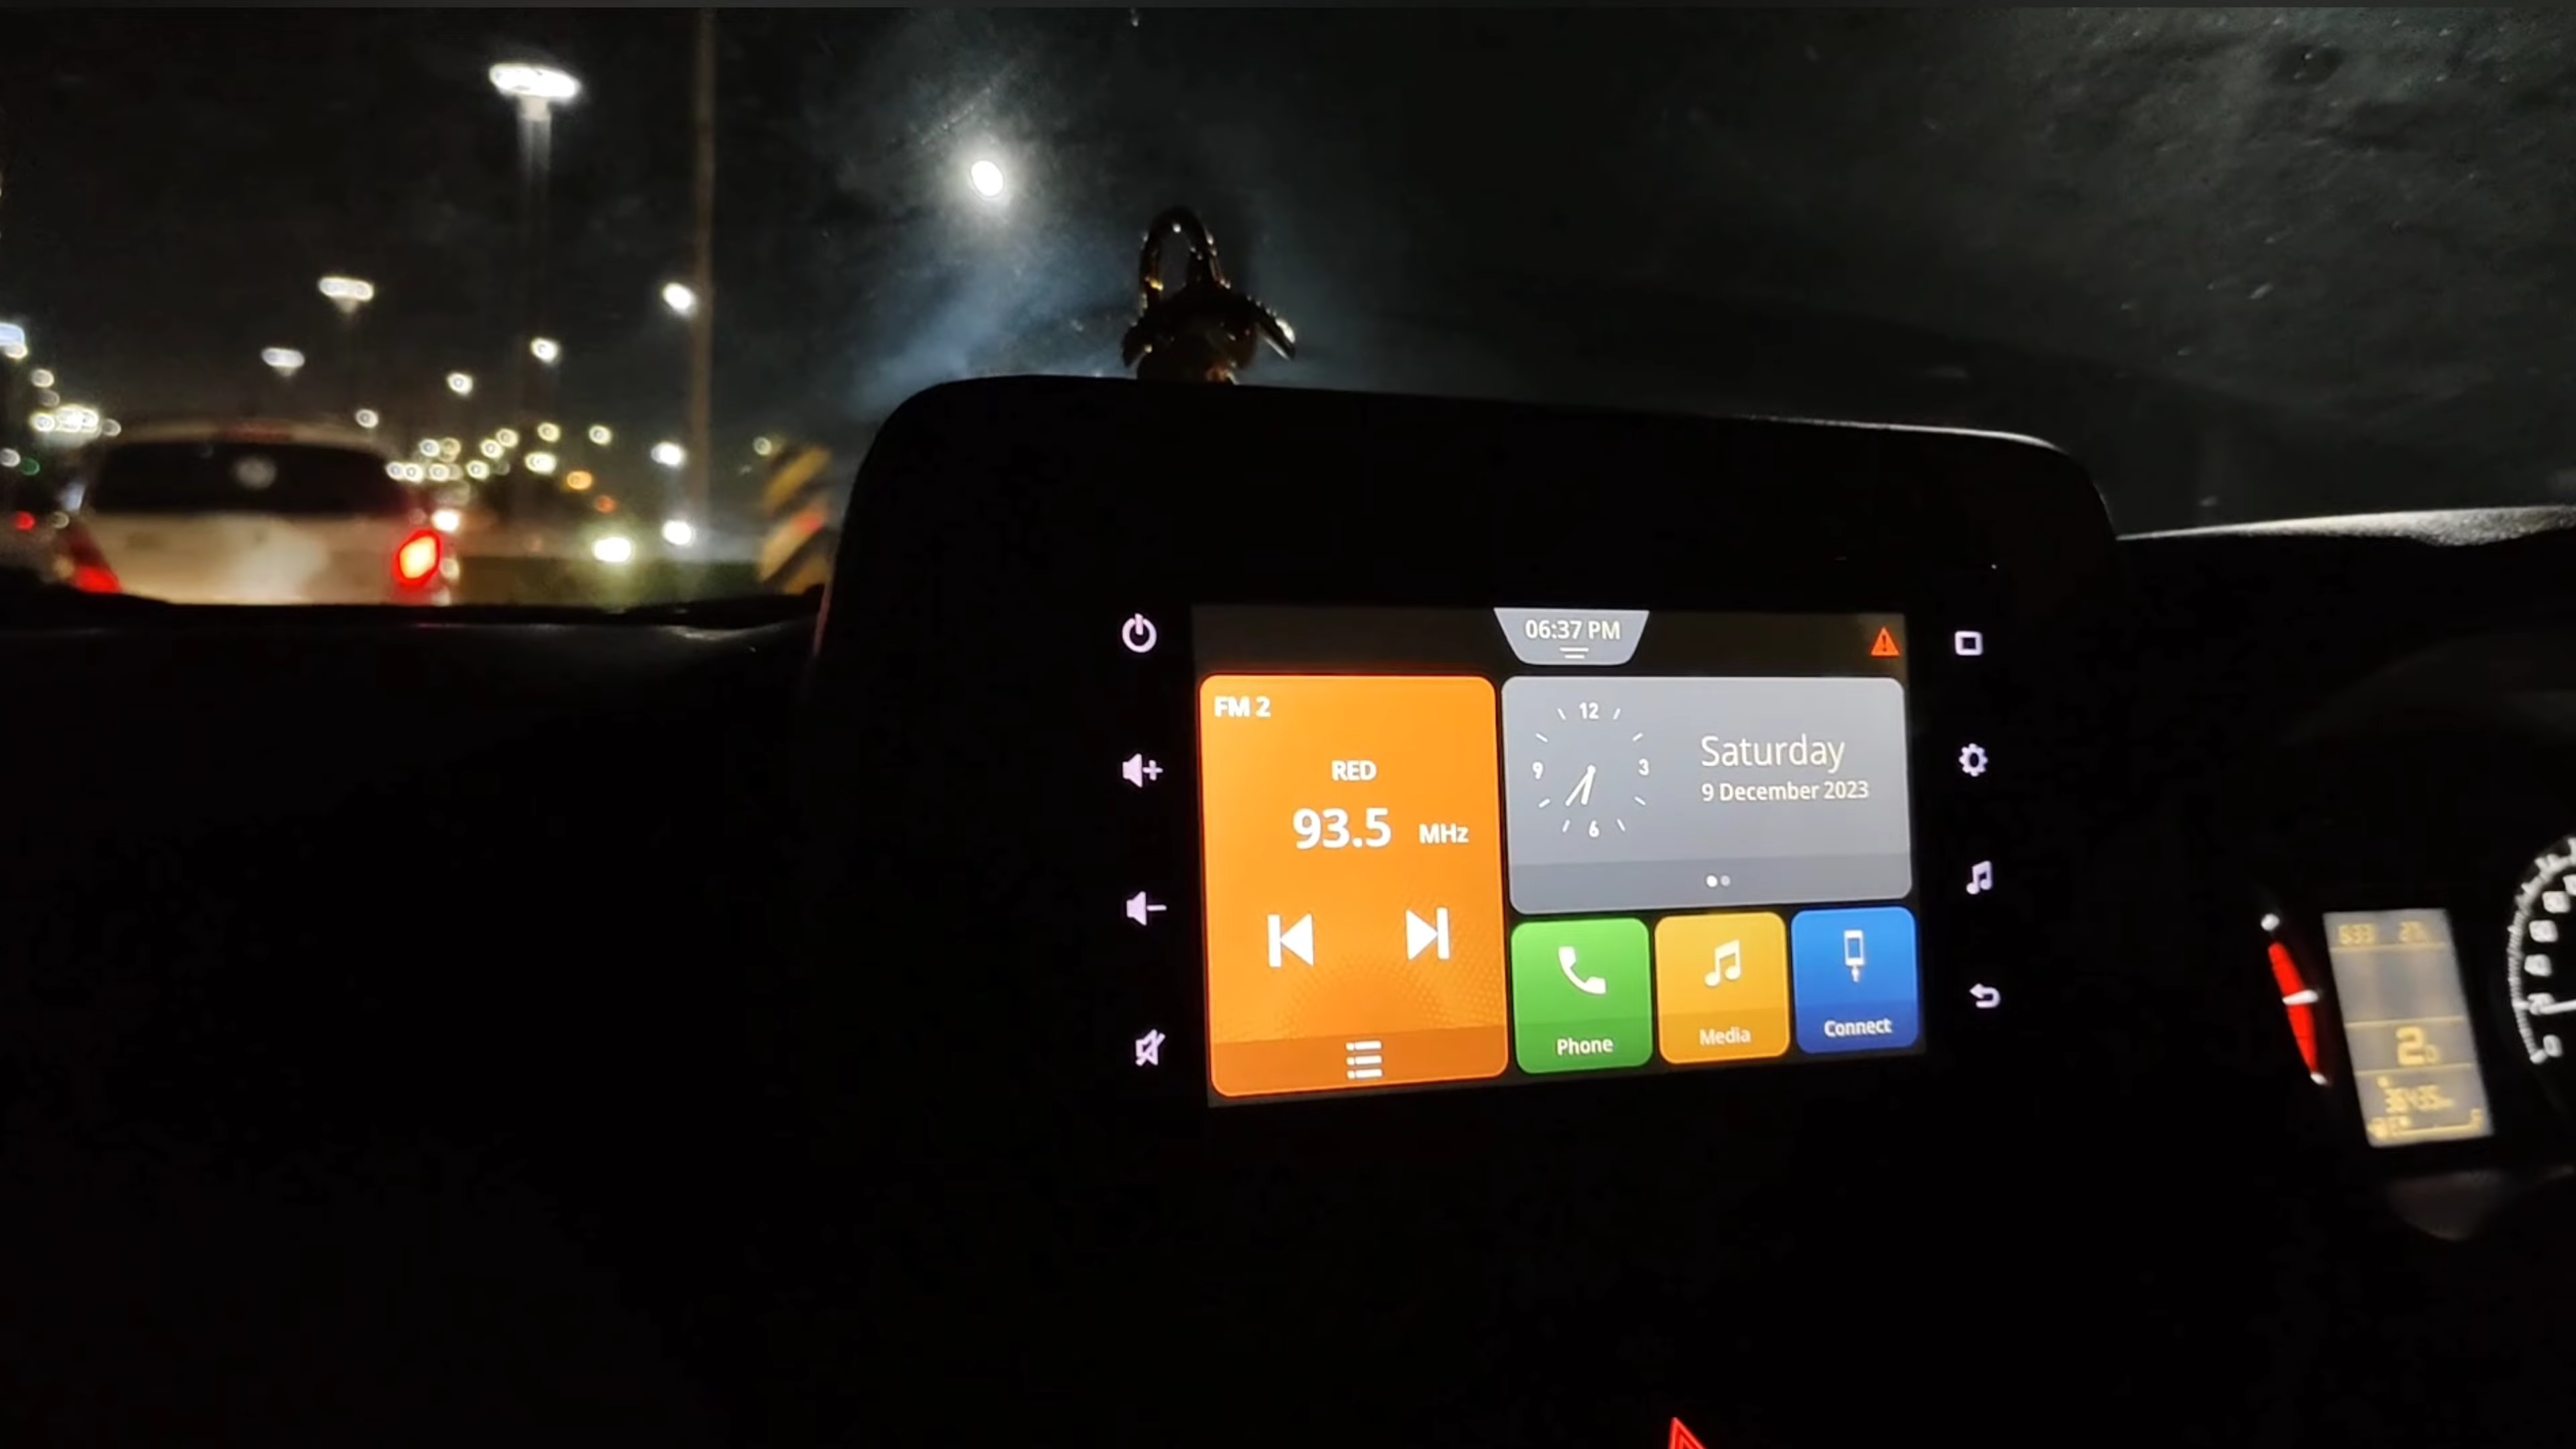 06:37 PM
FM 2
RED
93.5 MHz
12
9 3
6
Saturday
9 December 2023
Phone
Media
Connect